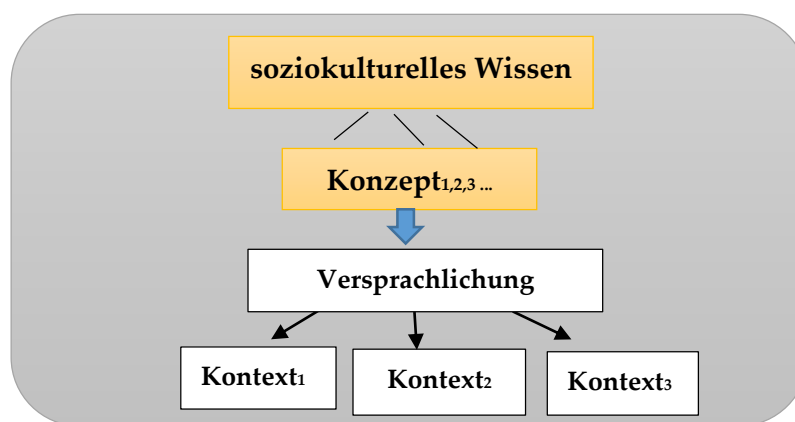 soziokulturelles Wissen
Konzept1,2,3 ...
Versprachlichung
Kontext1
Kontext2
Kontext3